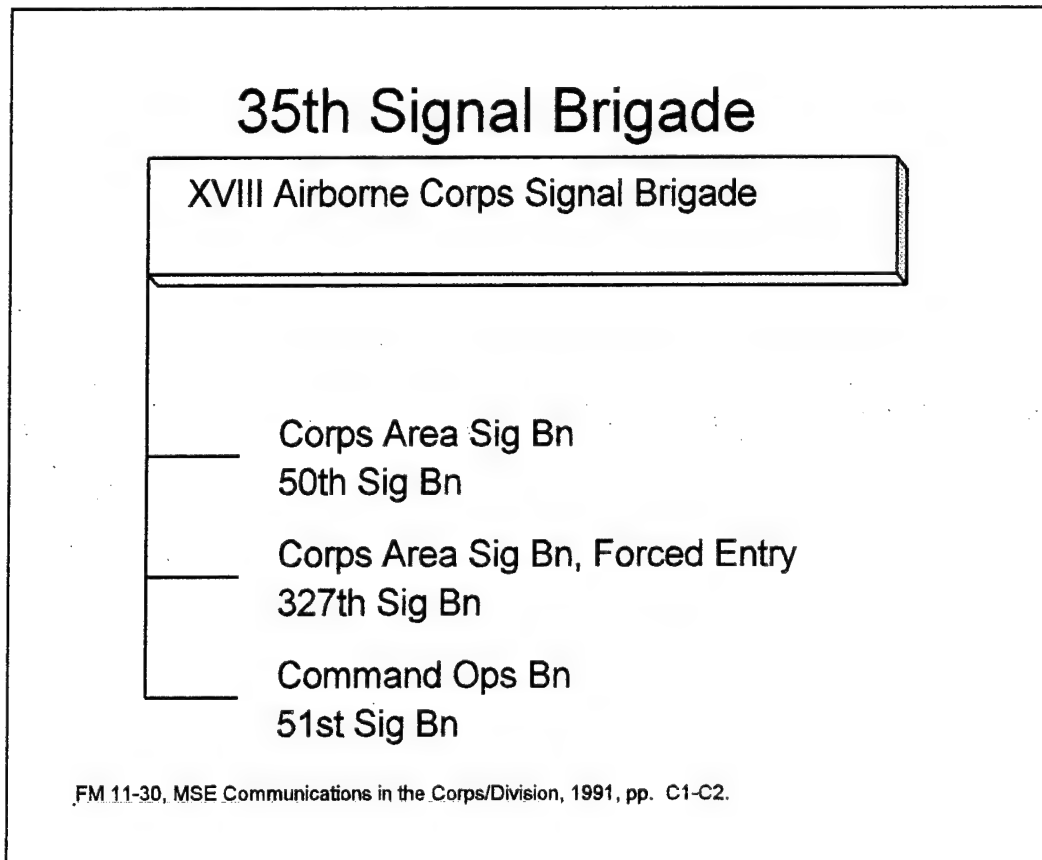 35th Signal Brigade
XVIII Airborne Corps Signal Brigade
Corps Area Sig Bn
50th Sig Bn
Corps Area Sig Bn, Forced Entry
327th Sig Bn
Command Ops Bn
51st Sig Bn
FM 11-30, MSE Communications in the Corps/Division, 1991, pp. C1-C2.